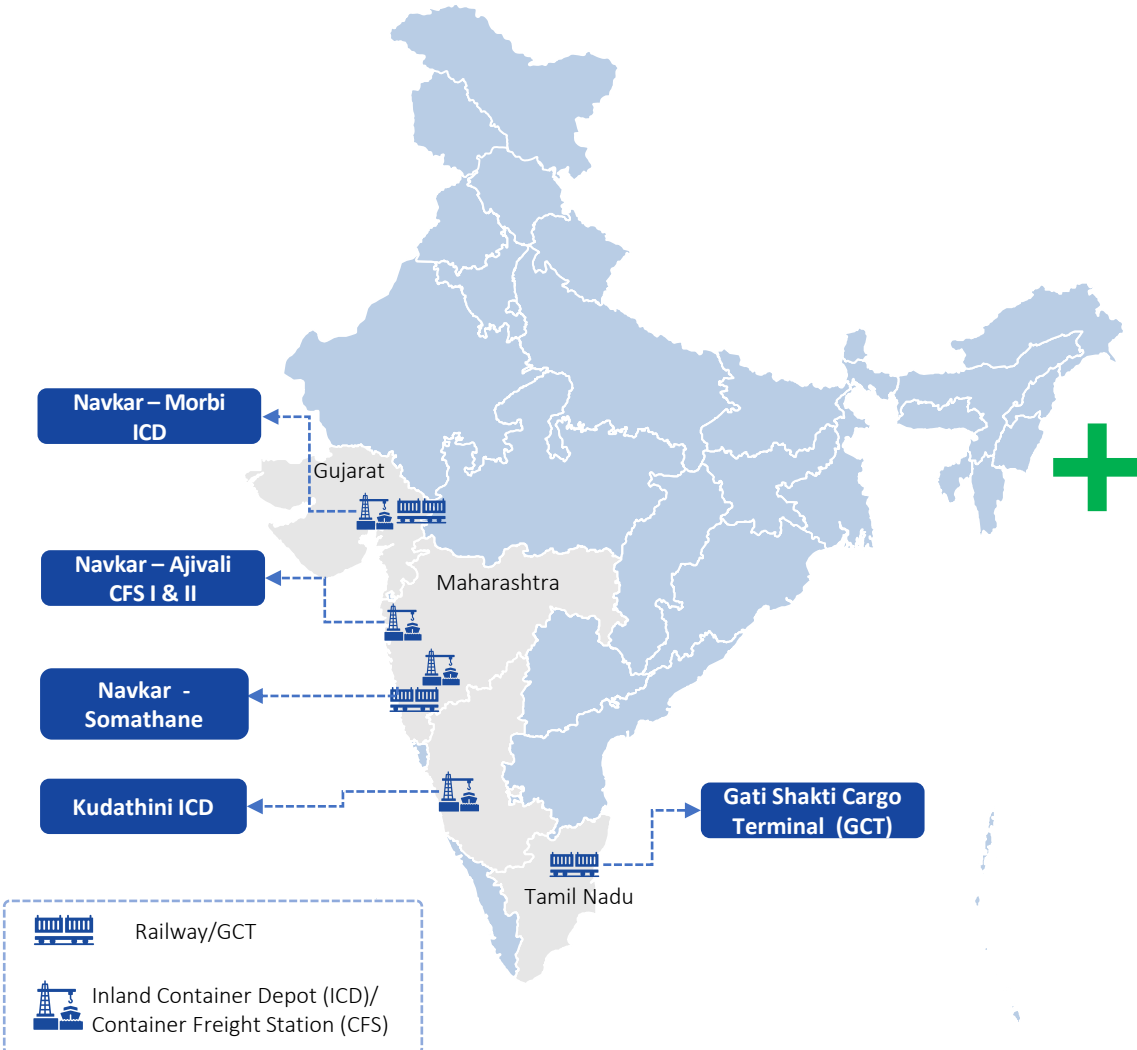 Navkar – Morbi
ICD
Gujarat
Navkar – Ajivali
CFS I & II
Maharashtra
Navkar -
Somathane
Kudathini ICD
Gati Shakti Cargo
Terminal (GCT)
Tamil Nadu
Railway/GCT
Inland Container Depot (ICD)/
Container Freight Station (CFS)